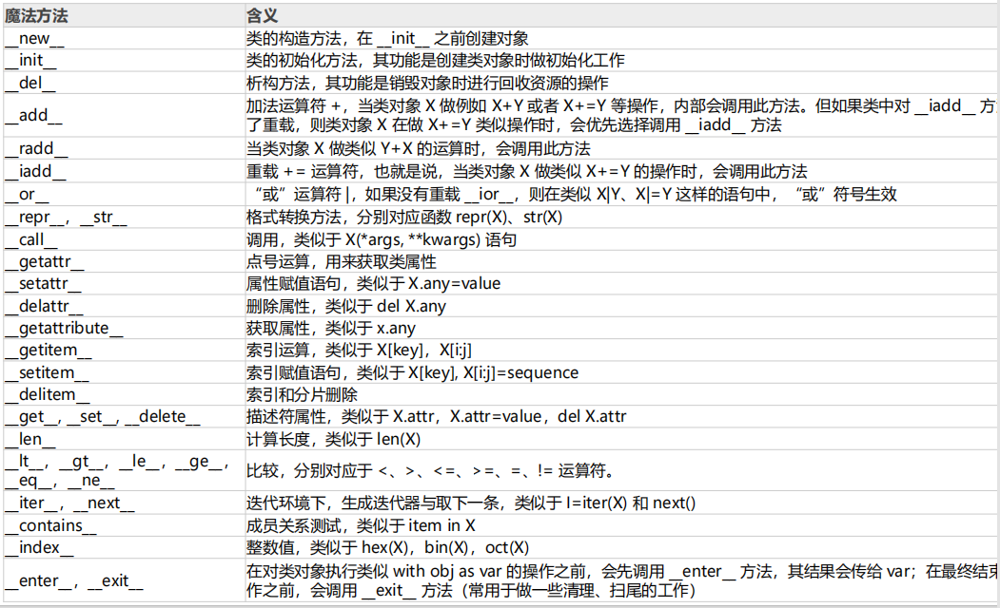 魔法方法 含义
__new__ 类的构造方法，在 __init__ 之前创建对象
__init__ 类的初始化方法，其功能是创建类对象时做初始化工作
__del__ 析构方法，其功能是销毁对象时进行回收资源的操作
__add__ 加法运算符 +，当类对象 X 做例如 X+Y 或者 X+=Y 等操作，内部会调用此方法。但如果类中对 __iadd__ 方
了重载，则类对象 X 在做 X+=Y 类似操作时，会优先选择调用 __iadd__ 方法
__radd__ 当类对象 X 做类似 Y+X 的运算时，会调用此方法
__iadd__ 重载 += 运算符，也就是说，当类对象 X 做类似 X+=Y 的操作时，会调用此方法
__or__ “或”运算符 |，如果没有重载 __ior__，则在类似 X|Y、X|=Y 这样的语句中，“或”符号生效
__repr__，__str__ 格式转换方法，分别对应函数 repr(X)、str(X)
__call__ 调用，类似于 X(*args, **kwargs) 语句
__getattr__ 点号运算，用来获取类属性
__setattr__ 属性赋值语句，类似于 X.any=value
__delattr__ 删除属性，类似于 del X.any
__getattribute__ 获取属性，类似于 x.any
__getitem__ 索引运算，类似于 X[key]，X[i:j]
__setitem__ 索引赋值语句，类似于 X[key], X[i:j]=sequence
__delitem__ 索引和分片删除
__get__, __set__, __delete__ 描述符属性，类似于 X.attr，X.attr=value，del X.attr
__len__ 计算长度，类似于 len(X)
__lt__，__gt__，__le__，__ge__，
__eq__，__ne__ 比较，分别对应于 <、>、<=、>=、=、!= 运算符。
__iter__，__next__ 迭代环境下，生成迭代器与取下一条，类似于 I=iter(X) 和 next()
__contains__ 成员关系测试，类似于 item in X
__index__ 整数值，类似于 hex(X)，bin(X)，oct(X)
__enter__，__exit__ 在对类对象执行类似 with obj as var 的操作之前，会先调用 __enter__ 方法，其结果会传给 var；在最终结束
作之前，会调用 __exit__ 方法（常用于做一些清理、扫尾的工作）